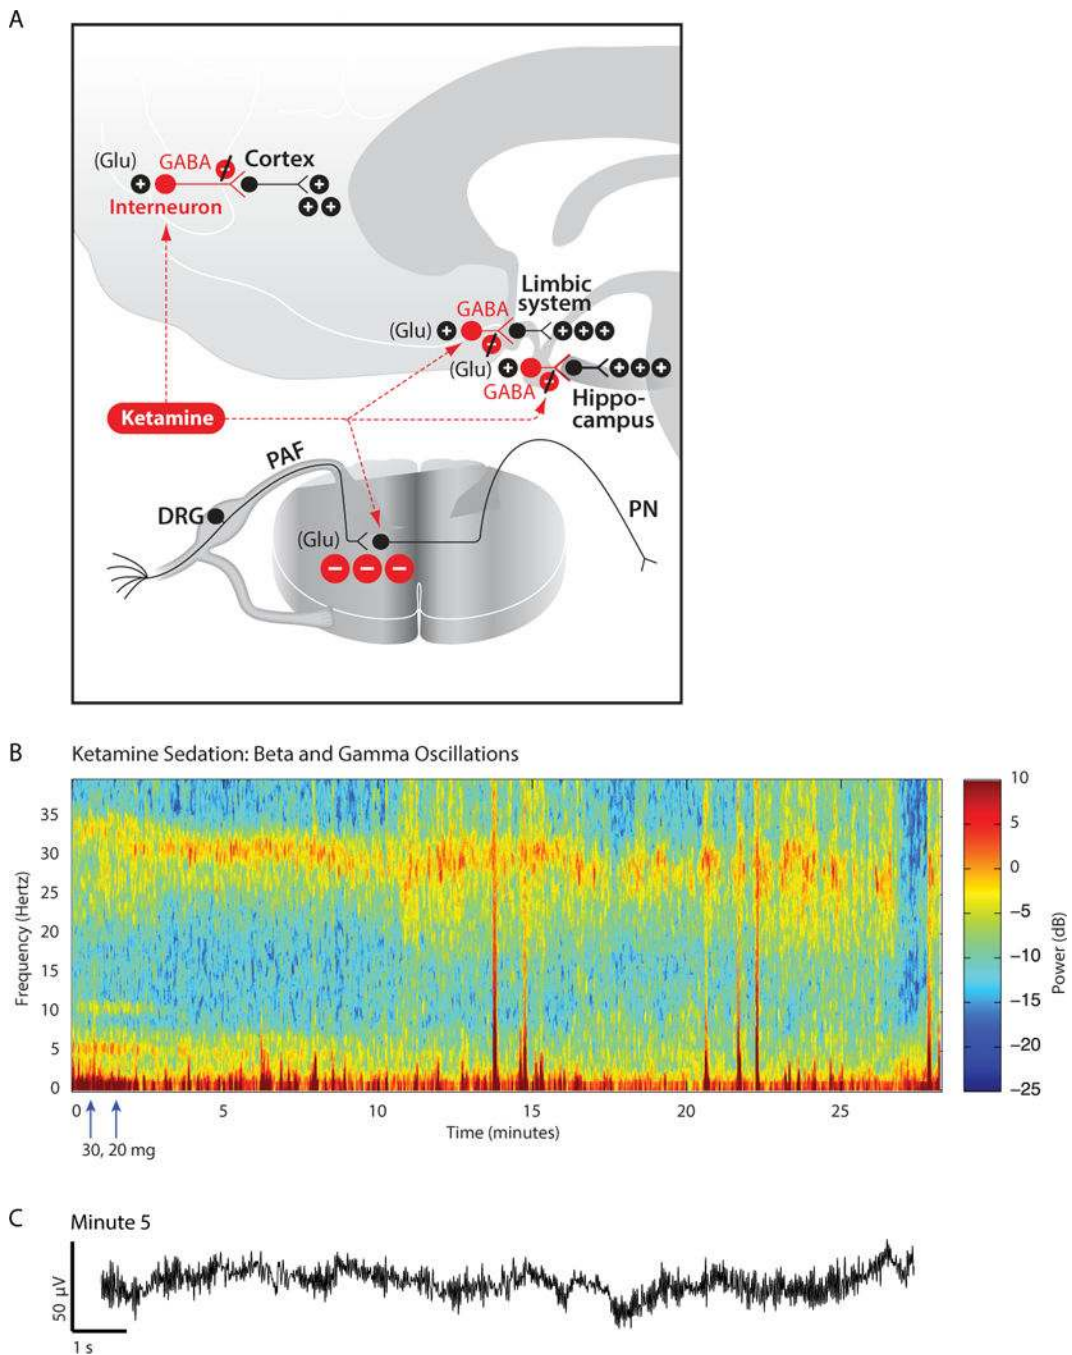 A
(Glu)
GABA
Cortex
Interneuron
Limbic
system
GABA
(Glu)
(Glu)
GABA
Hippo-
campus
Ketamine
PAF
DRG
(Glu)
PN
B
Ketamine Sedation: Beta and Gamma Oscillations
Frequency (Hertz)
35
30
25
20
15
10
5
0
0 5 10 15 20 25
Time (minutes)
30, 20 mg
10
5
0
−5
−10
−15
−20
−25
Power (dB)
C
Minute 5
50 µV
1 s